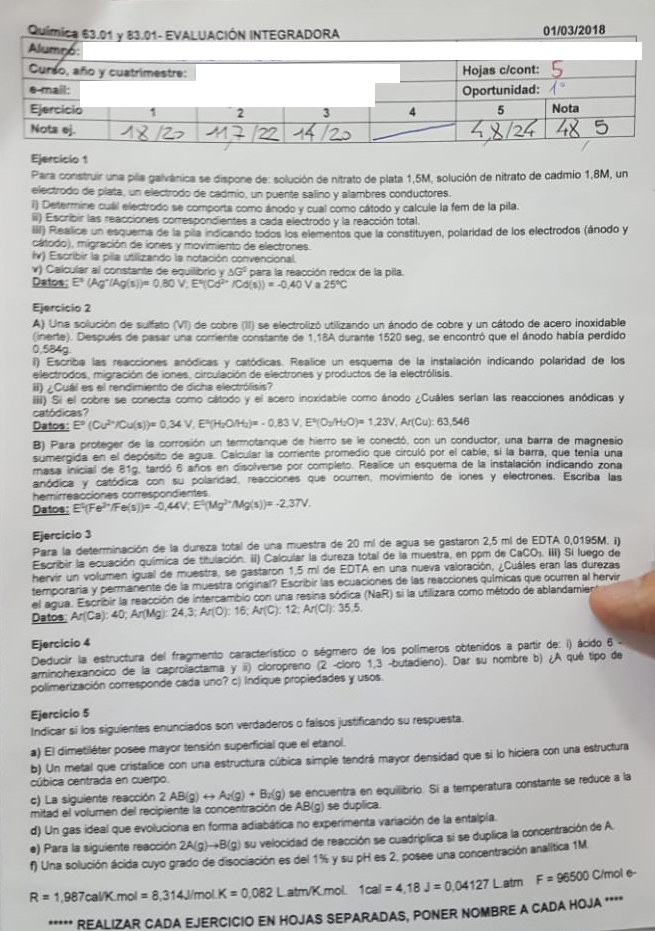 Química 63.01 y 83.01- EVALUACIÓN INTEGRADORA 01/03/2018
Alumno:
Curso, año y cuatrimestre: Hojas c/cont: 5
e-mail: Oportunidad: 1°
Ejercicio 1 2 3 4 5 Nota
Nota ej. 18/20 11,7/22 14/20 4,8/24 48,5
Ejercicio 1
Para construir una pila galvánica se dispone de: solución de nitrato de plata 1,5M, solución de nitrato de cadmio 1,8M, un
electrodo de plata, un electrodo de cadmio, un puente salino y alambres conductores.
i) Determine cuál electrodo se comporta como ánodo y cual como cátodo y calcule la fem de la pila.
ii) Escribir las reacciones correspondientes a cada electrodo y la reacción total.
iii) Realice un esquema de la pila indicando todos los elementos que la constituyen, polaridad de los electrodos (ánodo y
cátodo), migración de iones y movimiento de electrones.
iv) Escribir la pila utilizando la notación convencional.
v) Calcular al constante de equilibrio y ΔG° para la reacción redox de la pila.
Datos: E° (Ag⁺/Ag(s))= 0,80 V; E°(Cd²⁺ /Cd(s)) = -0,40 V a 25°C
Ejercicio 2
A) Una solución de sulfato (VI) de cobre (II) se electrolizó utilizando un ánodo de cobre y un cátodo de acero inoxidable
(inerte). Después de pasar una corriente constante de 1,18A durante 1520 seg, se encontró que el ánodo había perdido
0,584g.
i) Escriba las reacciones anódicas y catódicas. Realice un esquema de la instalación indicando polaridad de los
electrodos, migración de iones, circulación de electrones y productos de la electrólisis.
ii) ¿Cuál es el rendimiento de dicha electrólisis?
iii) Si el cobre se conecta como cátodo y el acero inoxidable como ánodo ¿Cuáles serían las reacciones anódicas y
catódicas?
Datos: E° (Cu²⁺/Cu(s))= 0,34 V, E°(H₂O/H₂)= - 0,83 V, E°(O₂/H₂O)= 1,23V, Ar(Cu): 63,546
B) Para proteger de la corrosión un termotanque de hierro se le conectó, con un conductor, una barra de magnesio
sumergida en el depósito de agua. Calcular la corriente promedio que circuló por el cable, si la barra, que tenía una
masa inicial de 81g, tardó 6 años en disolverse por completo. Realice un esquema de la instalación indicando zona
anódica y catódica con su polaridad, reacciones que ocurren, movimiento de iones y electrones. Escriba las
hemirreacciones correspondientes.
Datos: E°(Fe²⁺/Fe(s))= -0,44V; E°(Mg²⁺/Mg(s))= -2,37V.
Ejercicio 3
Para la determinación de la dureza total de una muestra de 20 ml de agua se gastaron 2,5 ml de EDTA 0,0195M. i)
Escribir la ecuación química de titulación. ii) Calcular la dureza total de la muestra, en ppm de CaCO₃. iii) Si luego de
hervir un volumen igual de muestra, se gastaron 1,5 ml de EDTA en una nueva valoración, ¿Cuáles eran las durezas
temporaria y permanente de la muestra original? Escribir las ecuaciones de las reacciones químicas que ocurren al hervir
el agua. Escribir la reacción de intercambio con una resina sódica (NaR) si la utilizara como método de
Datos: Ar(Ca): 40; Ar(Mg): 24,3; Ar(O): 16; Ar(C): 12; Ar(Cl): 35,5.
Ejercicio 4
Deducir la estructura del fragmento característico o ségmero de los polímeros obtenidos a partir de: i) ácido 6 -
aminohexanoico y la caprolactama y ii) cloropreno (2 -cloro 1,3 -butadieno). Dar su nombre b) ¿A qué tipo de
polimerización corresponde cada uno? c) Indique propiedades y usos.
Ejercicio 5
Indicar si los siguientes enunciados son verdaderos o falsos justificando su respuesta.
a) El dimetiléter posee mayor tensión superficial que el etanol.
b) Un metal que cristalice con una estructura cúbica simple tendrá mayor densidad que si lo hiciera con una estructura
cúbica centrada en cuerpo.
c) La siguiente reacción 2 AB(g) ↔ A₂(g) + B₂(g) se encuentra en equilibrio. Si a temperatura constante se reduce a la
mitad el volumen del recipiente la concentración de AB(g) se duplica.
d) Un gas ideal que evoluciona en forma adiabática no experimenta variación de la entalpía.
e) Para la siguiente reacción 2A(g)→B(g) su velocidad de reacción se cuadriplica si se duplica la concentración de A.
f) Una solución ácida cuyo grado de disociación es del 1% y su pH es 2, posee una concentración analítica 1M.
R = 1,987cal/K.mol = 8,314J/mol.K = 0,082 L.atm/K.mol. 1cal = 4,18 J = 0,04127 L.atm F = 96500 C/mol e-
***** REALIZAR CADA EJERCICIO EN HOJAS SEPARADAS, PONER NOMBRE A CADA HOJA ****